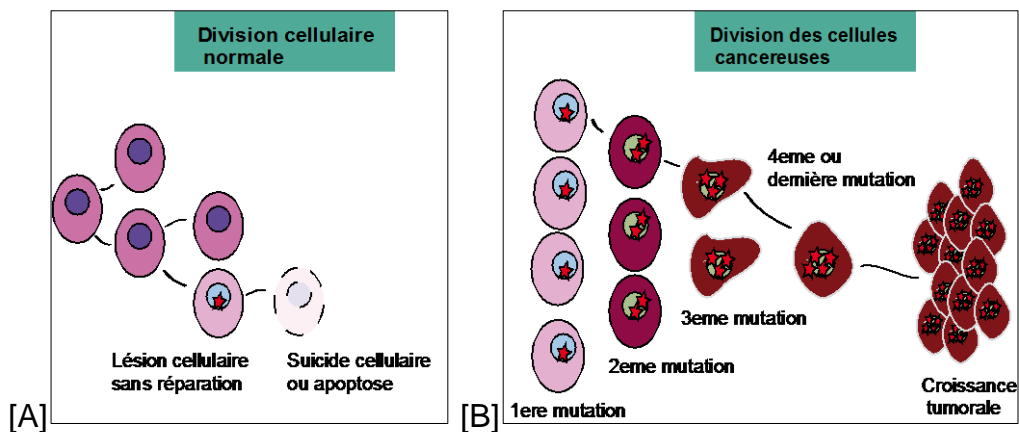 Division cellulaire
normale
Lésion cellulaire
sans réparation
Suicide cellulaire
ou apoptose
[A]
Division des cellules
cancereuses
4eme ou
dernière mutation
3eme mutation
2eme mutation
1ere mutation
Croissance
tumorale
[B]